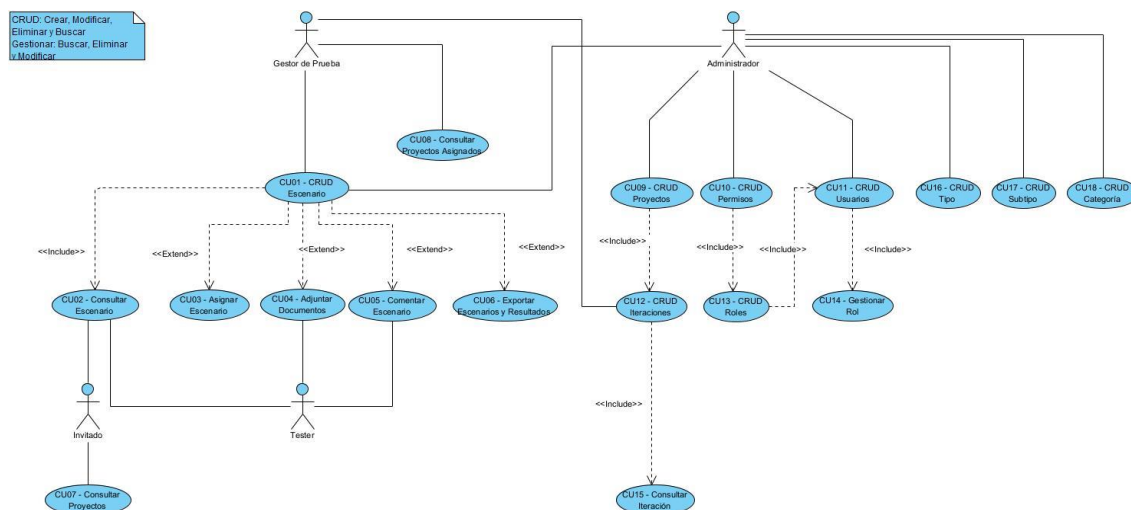 CRUD: Crear, Modificar,
Eliminar y Buscar
Gestionar: Buscar, Eliminar
y Modificar
Gestor de Prueba
Administrador
CU08 - Consultar
Proyectos Asignados
CU01 - CRUD
Escenario
CU09 - CRUD
Proyectos
CU10 - CRUD
Permisos
CU11 - CRUD
Usuarios
CU16 - CRUD
Tipo
CU17 - CRUD
Subtipo
CU18 - CRUD
Categoría
<<Include>>
<<Extend>>
<<Extend>>
<<Extend>>
<<Include>>
<<Include>>
<<Include>>
<<Include>>
CU02 - Consultar
Escenario
CU03 - Asignar
Escenario
CU04 - Adjuntar
Documentos
CU05 - Comentar
Escenario
CU06 - Exportar
Escenarios y Resultados
CU12 - CRUD
Iteraciones
CU13 - CRUD
Roles
CU14 - Gestionar
Rol
<<Include>>
Invitado
Tester
CU07 - Consultar
Proyectos
CU15 - Consultar
Iteración